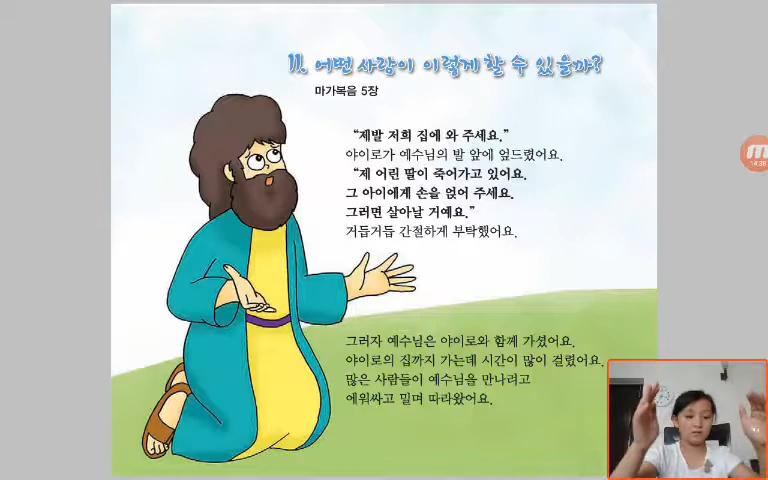 11. 어떤 사람이 이렇게 할 수 있을까?
마가복음 5장
“제발 저희 집에 와 주세요.”
야이로가 예수님의 발 앞에 엎드렸어요.
“제 어린 딸이 죽어가고 있어요.
그 아이에게 손을 얹어 주세요.
그러면 살아날 거예요.”
거듭거듭 간절하게 부탁했어요.
그러자 예수님은 야이로와 함께 가셨어요.
야이로의 집까지 가는데 시간이 많이 걸렸어요.
많은 사람들이 예수님을 만나려고
에워싸고 밀며 따라왔어요.
14:38